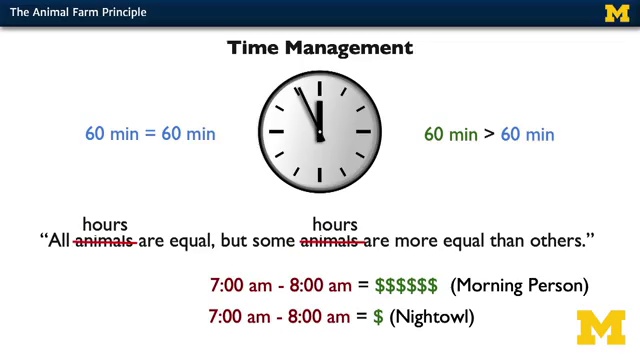 The Animal Farm Principle
M
Time Management
60 min = 60 min
60 min > 60 min
hours hours
“All animals are equal, but some animals are more equal than others.”
7:00 am - 8:00 am = $$$$$$ (Morning Person)
7:00 am - 8:00 am = $ (Nightowl)
M